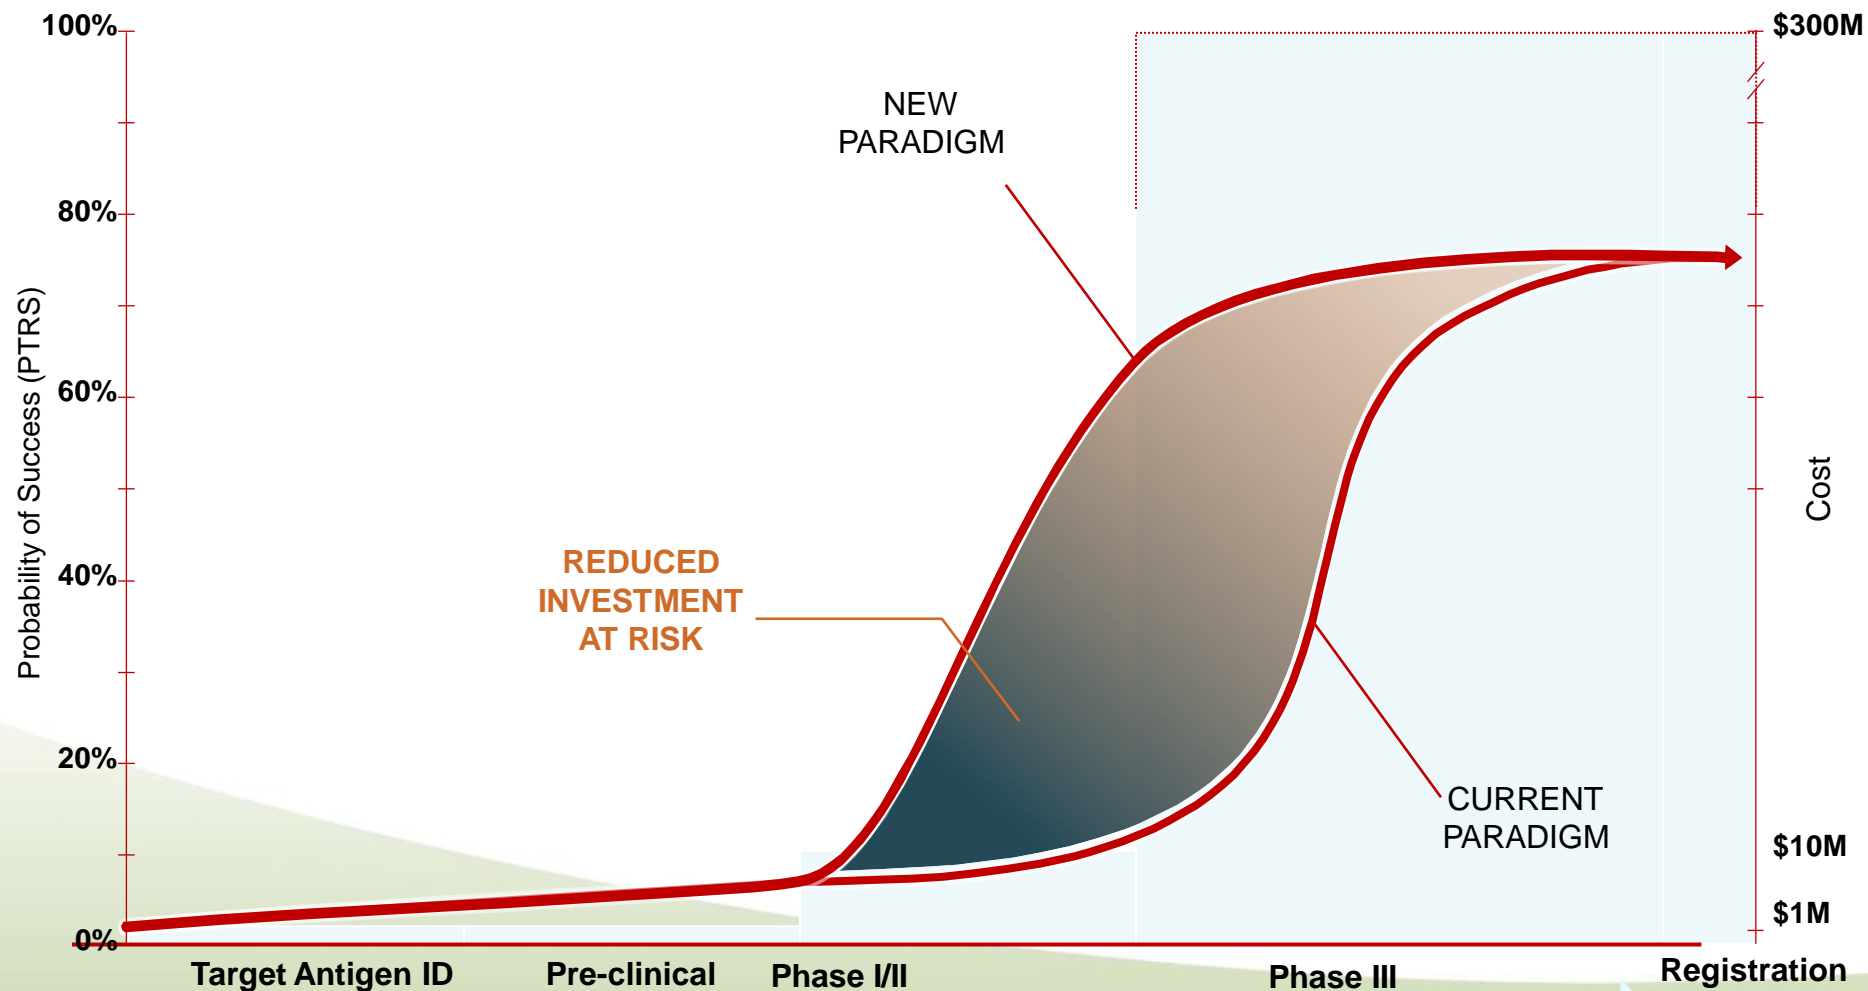 100%
80%
60%
40%
20%
0%
Probability of Success (PTRS)
NEW
PARADIGM
REDUCED
INVESTMENT
AT RISK
CURRENT
PARADIGM
$300M
$10M
$1M
Cost
Target Antigen ID
Pre-clinical
Phase I/II
Phase III
Registration